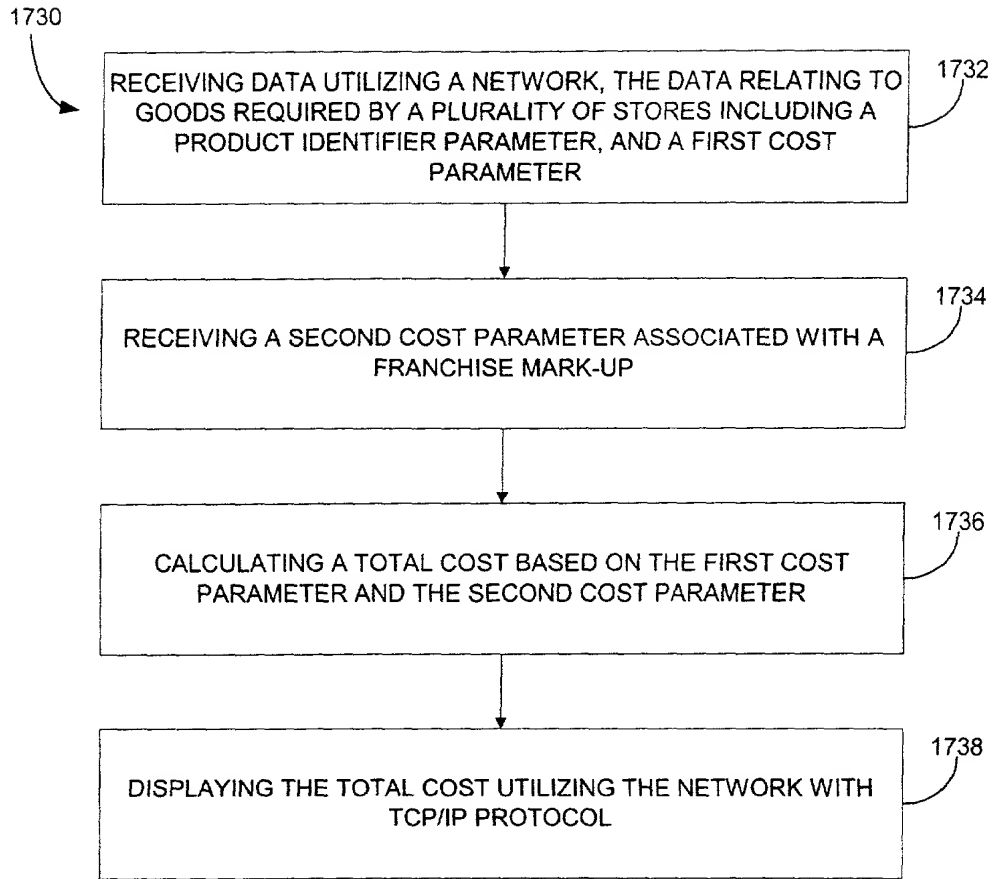 1730
RECEIVING DATA UTILIZING A NETWORK, THE DATA RELATING TO
GOODS REQUIRED BY A PLURALITY OF STORES INCLUDING A
PRODUCT IDENTIFIER PARAMETER, AND A FIRST COST
PARAMETER
1732
RECEIVING A SECOND COST PARAMETER ASSOCIATED WITH A
FRANCHISE MARK-UP
1734
CALCULATING A TOTAL COST BASED ON THE FIRST COST
PARAMETER AND THE SECOND COST PARAMETER
1736
DISPLAYING THE TOTAL COST UTILIZING THE NETWORK WITH
TCP/IP PROTOCOL
1738